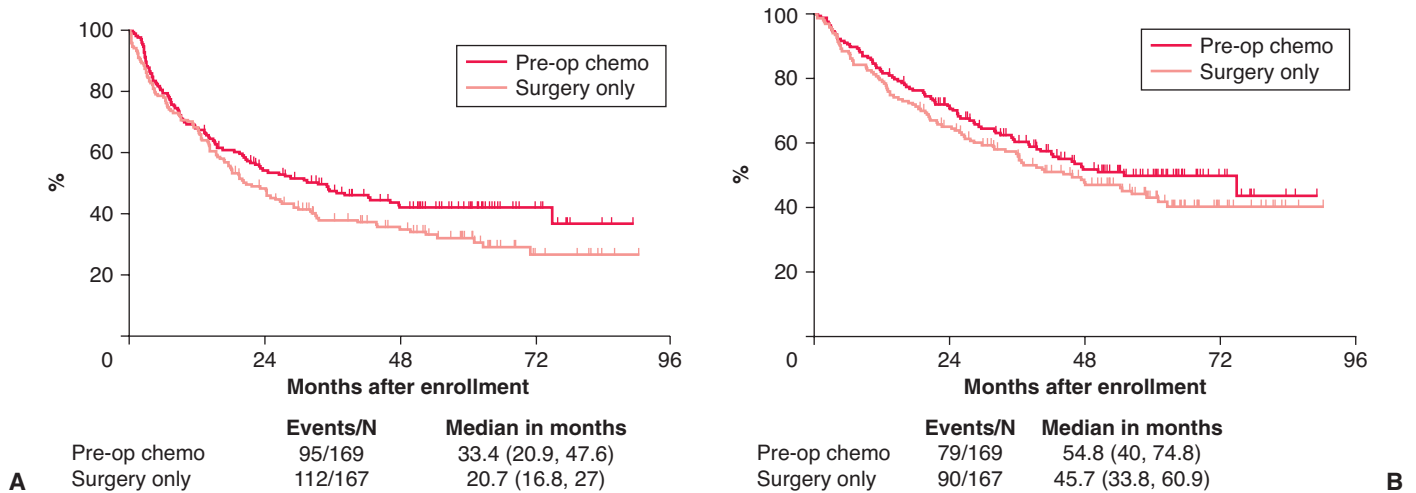 100
80
60
40
20
0
24
48
72
96
%
Months after enrollment
Pre-op chemo
Surgery only
Events/N Median in months
Pre-op chemo 95/169 33.4 (20.9, 47.6)
Surgery only 112/167 20.7 (16.8, 27)
A
100
80
60
40
20
0
24
48
72
96
%
Months after enrollment
Pre-op chemo
Surgery only
Events/N Median in months
Pre-op chemo 79/169 54.8 (40, 74.8)
Surgery only 90/167 45.7 (33.8, 60.9)
B